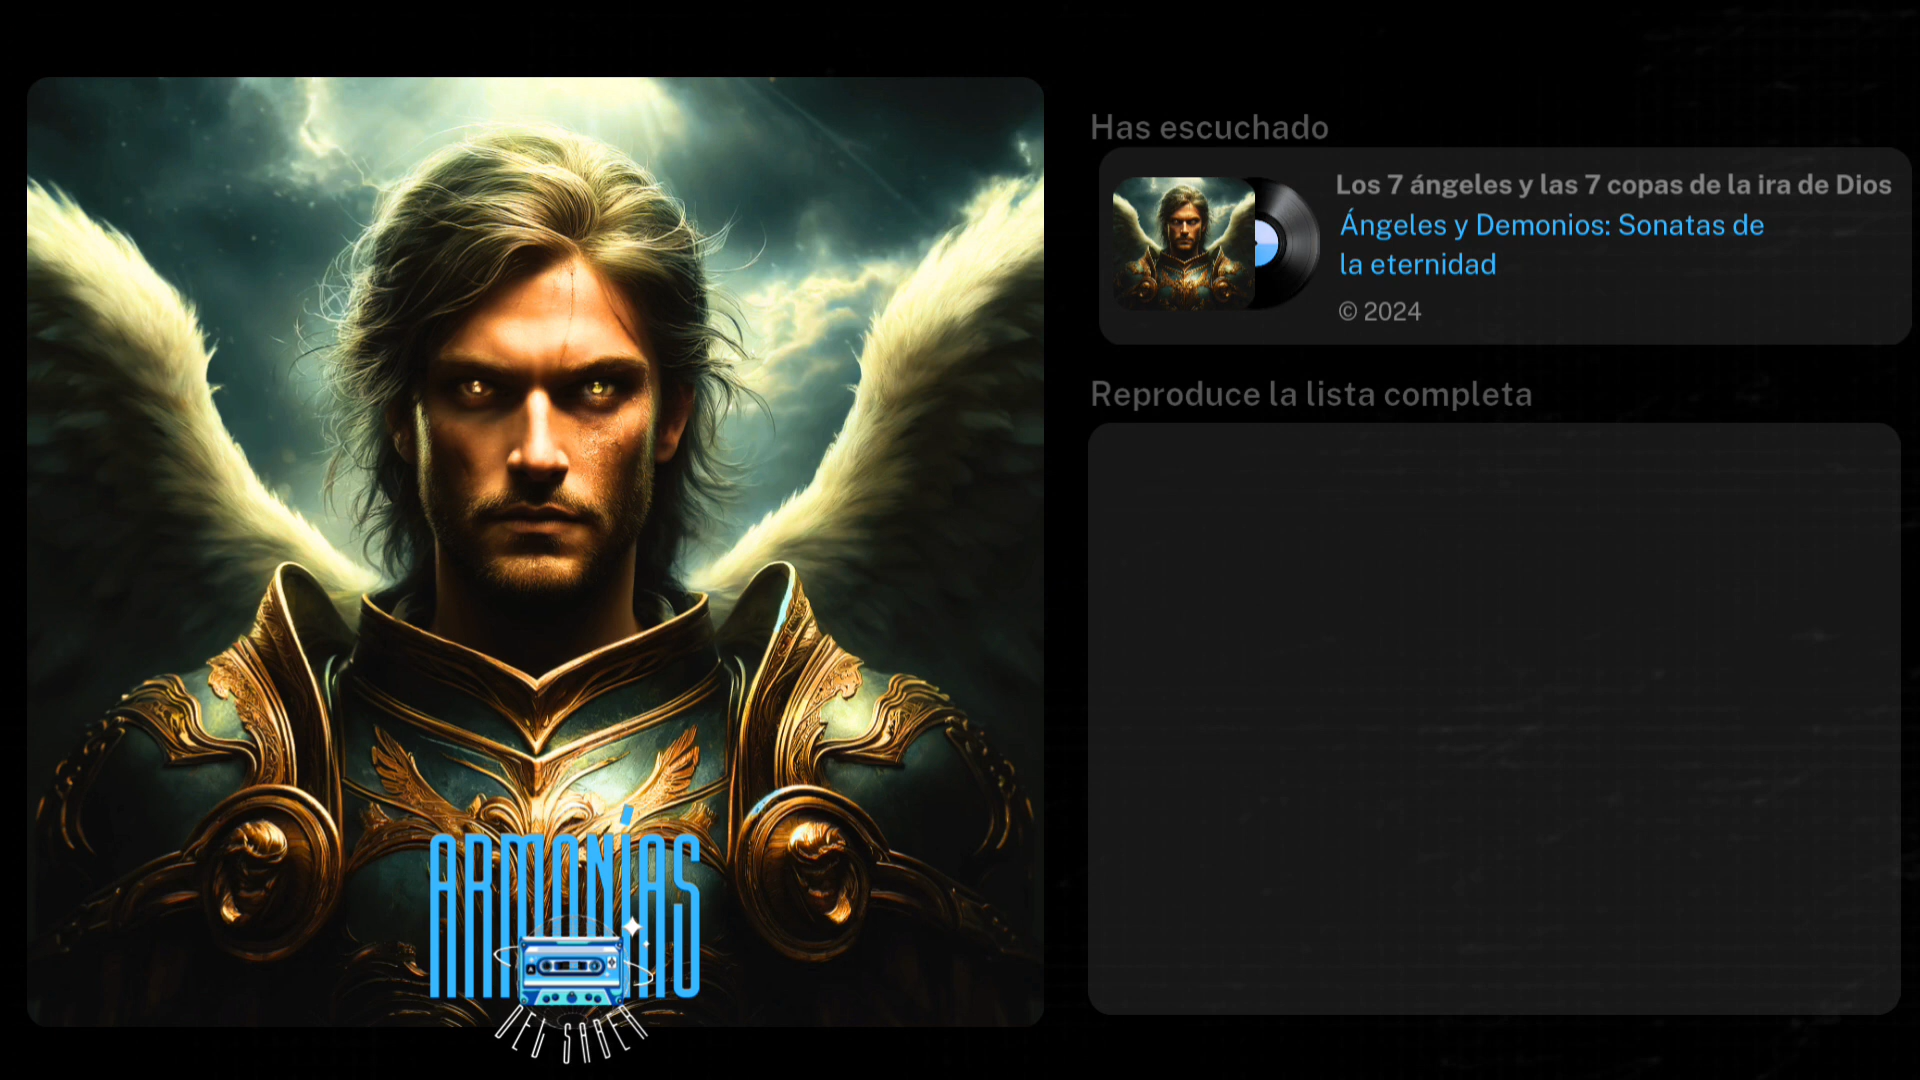 Has escuchado
Los 7 ángeles y las 7 copas de la ira de Dios
Ángeles y Demonios: Sonatas de
la eternidad
© 2024
Reproduce la lista completa
ARMONÍAS
DEL SABER